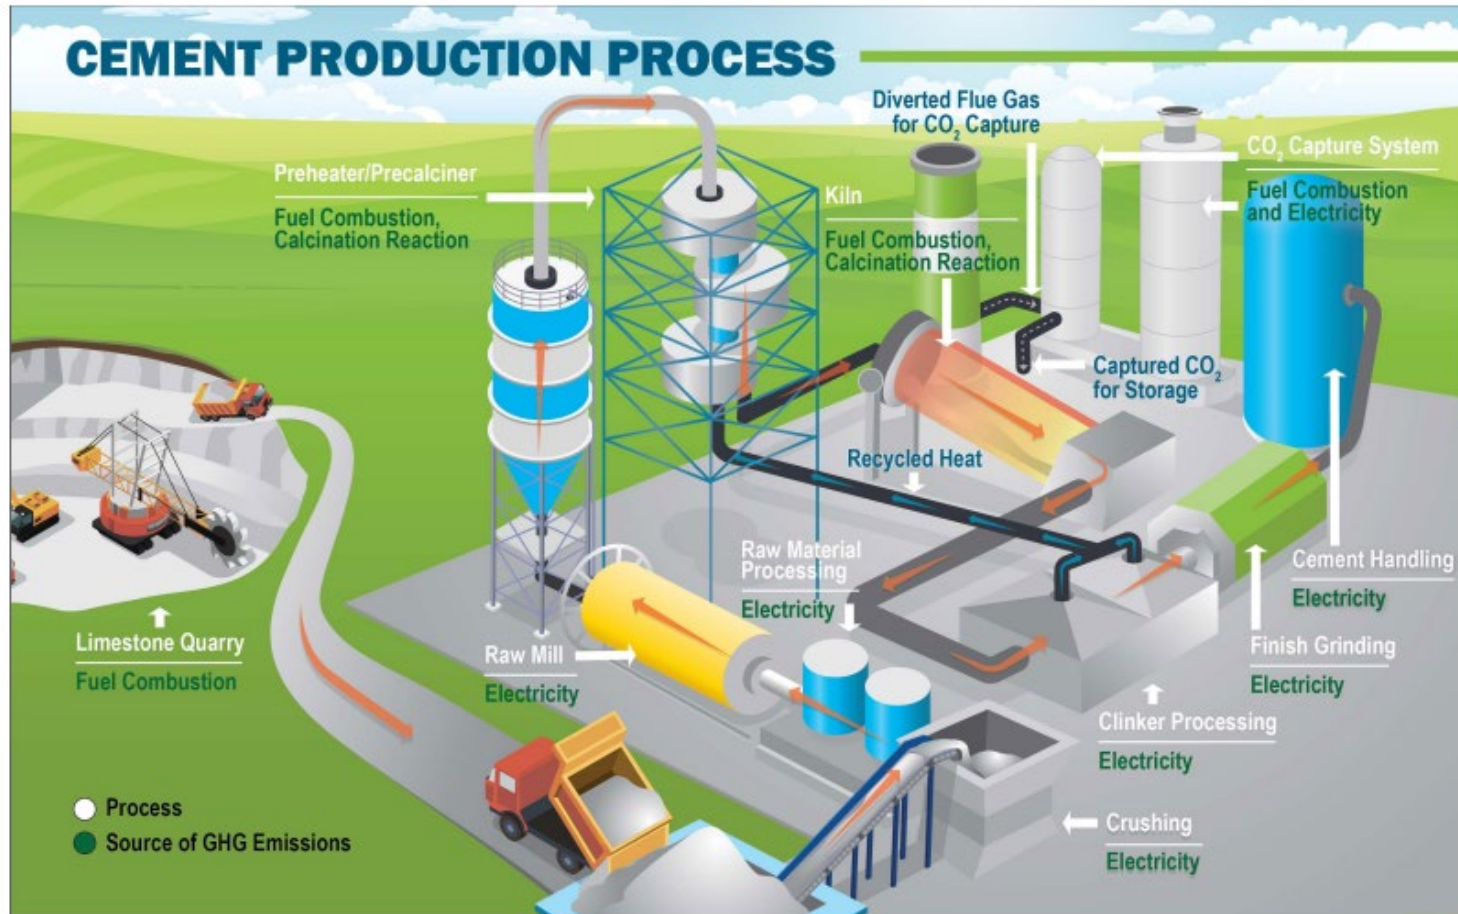 CEMENT PRODUCTION PROCESS
Diverted Flue Gas
for CO₂ Capture
CO₂ Capture System
Fuel Combustion
and Electricity
Preheater/Precalciner
Fuel Combustion,
Calcination Reaction
Kiln
Fuel Combustion,
Calcination Reaction
Captured CO₂
for Storage
Recycled Heat
Raw Material
Processing
Electricity
Cement Handling
Electricity
Limestone Quarry
Fuel Combustion
Raw Mill
Electricity
Finish Grinding
Electricity
Clinker Processing
Electricity
Crushing
Electricity
Process
Source of GHG Emissions